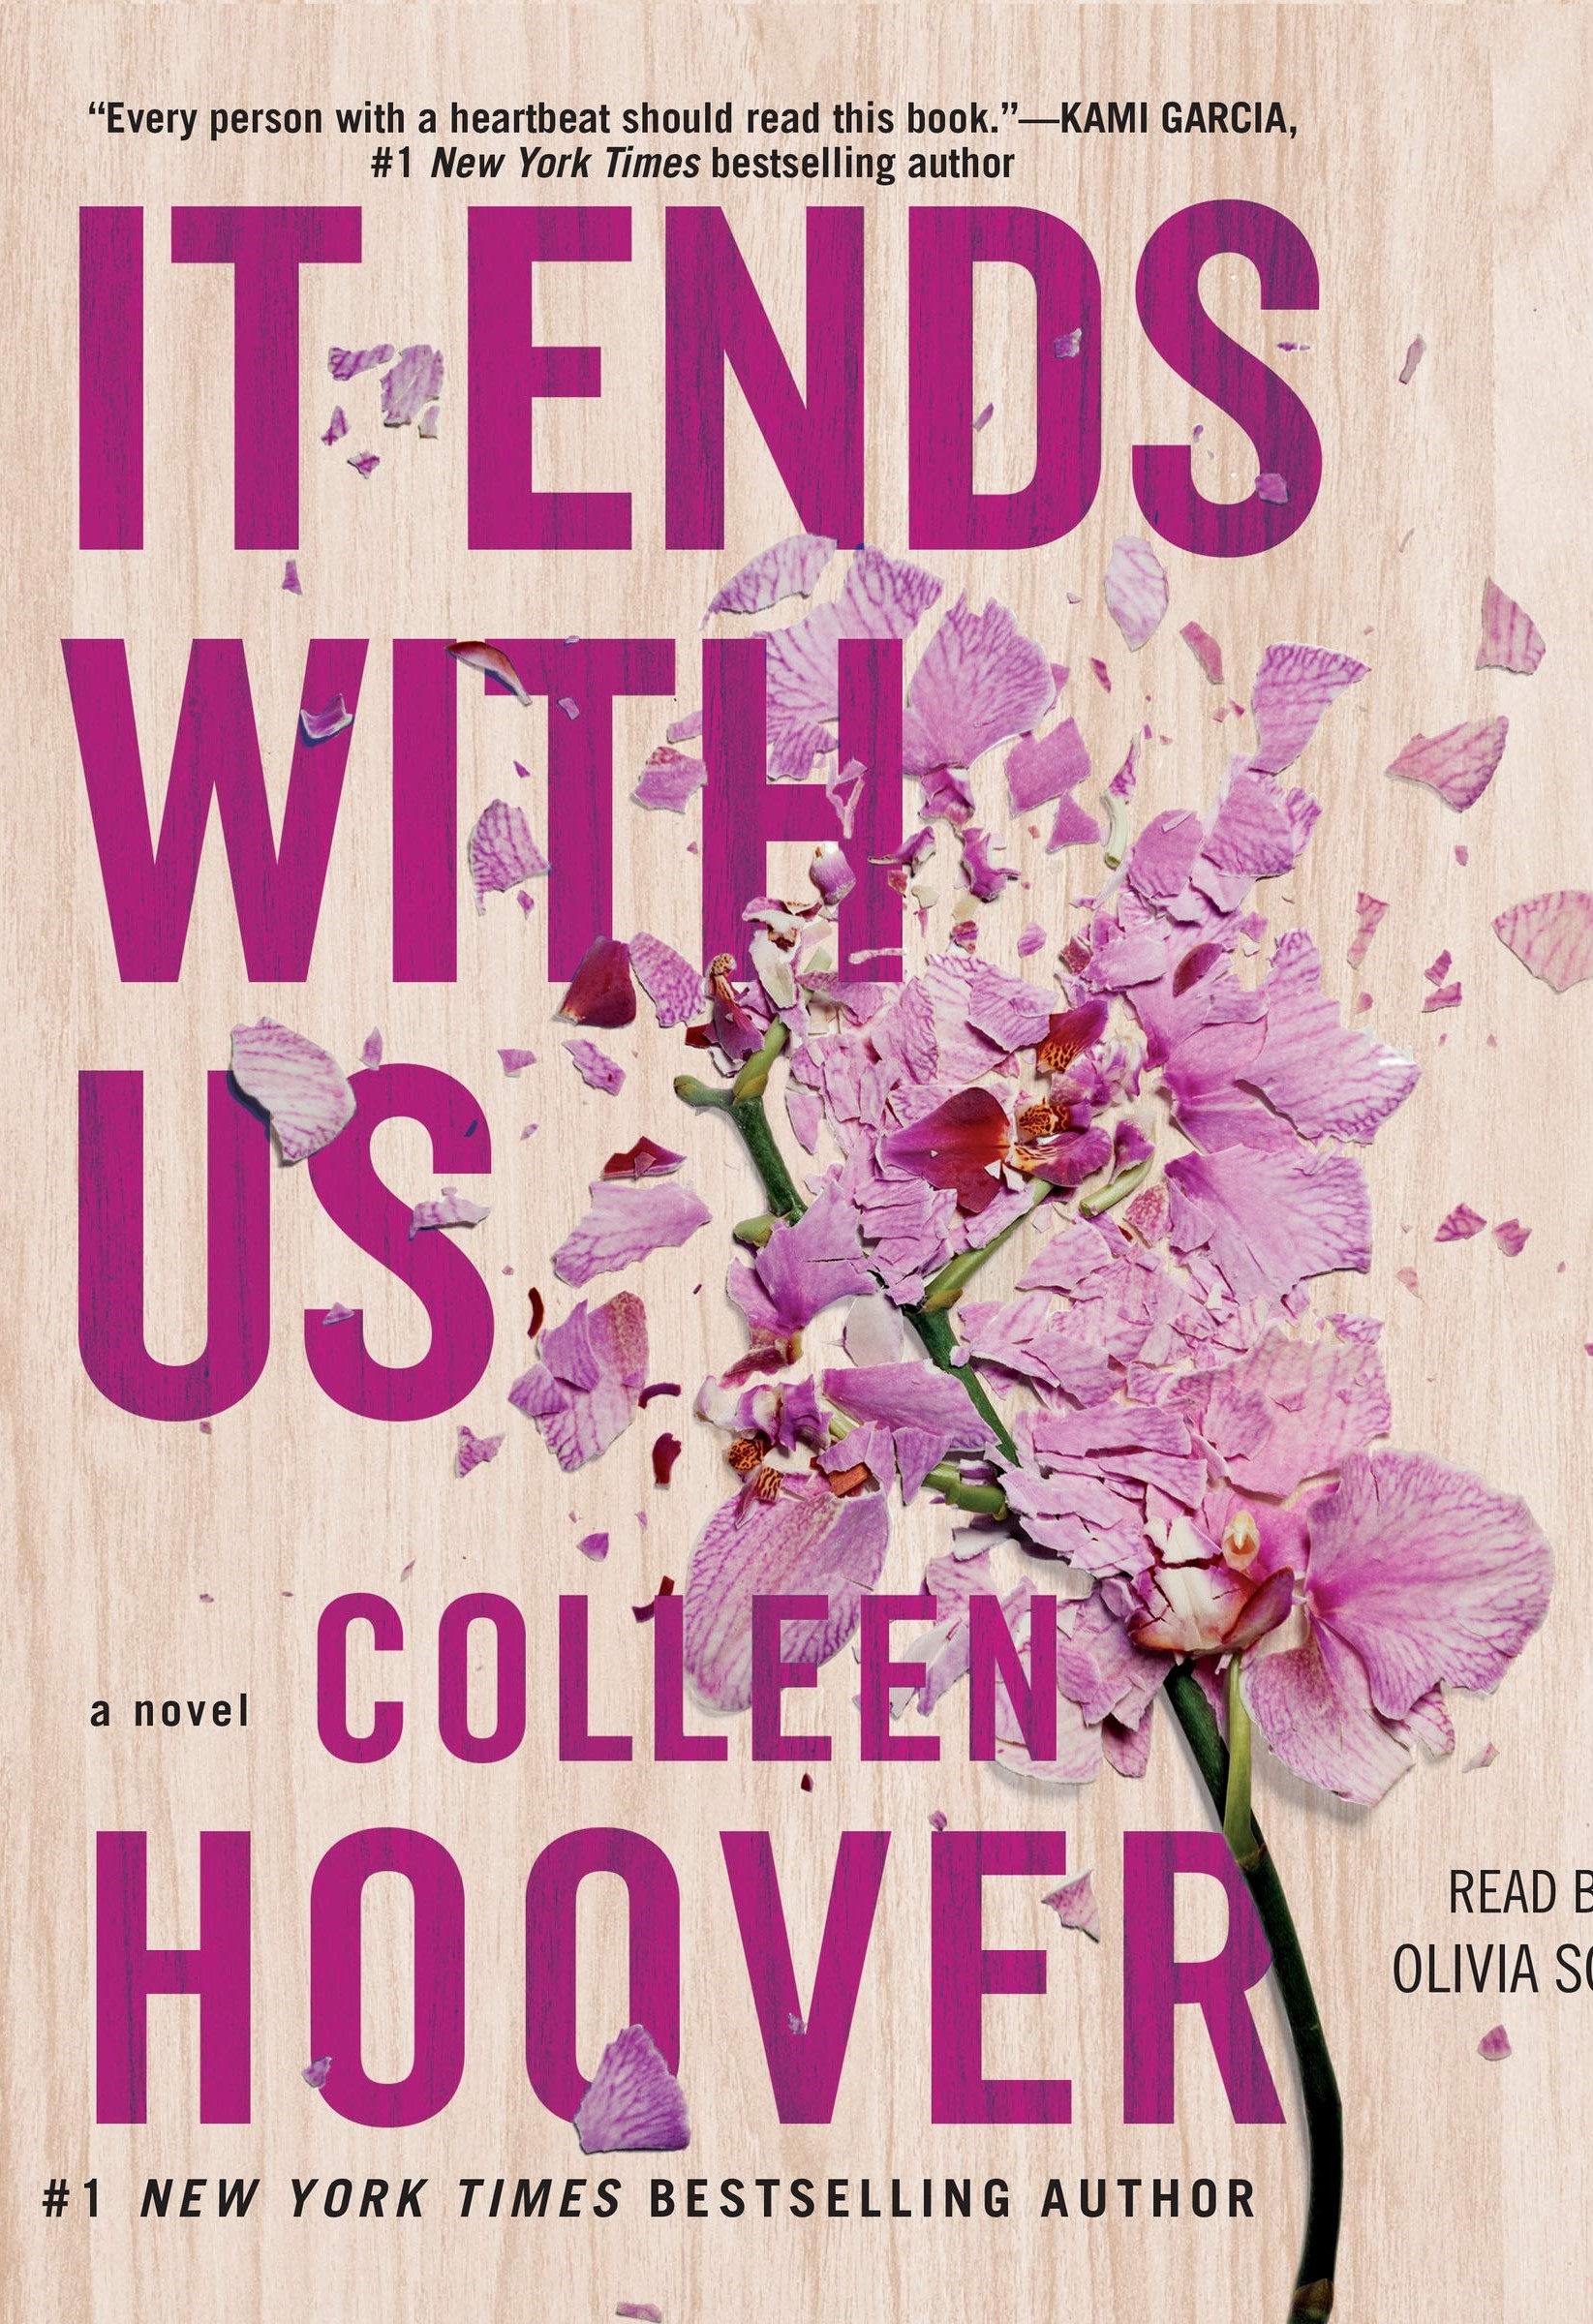 “Every person with a heartbeat should read this book.”—KAMI GARCIA,
#1 New York Times bestselling author
IT ENDS
WITH
US
a novel COLLEEN
HOOVER
READ B
OLIVIA SO
#1 NEW YORK TIMES BESTSELLING AUTHOR